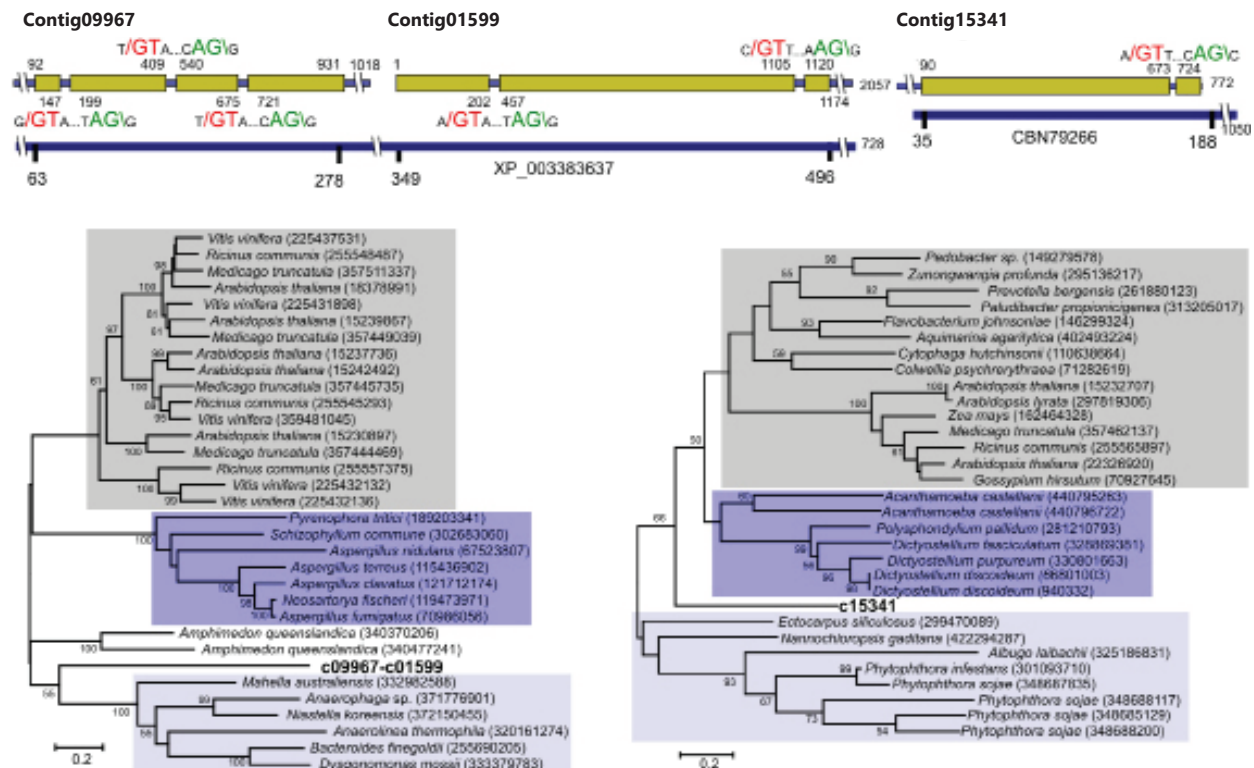 Contig09967 Contig01599 Contig15341
T/GTA...CAG\G C/GTT...AAG\G A/GTT...CAG\C
92 409 540 931 1018 1 1105 1120 2057 90 673 724 772
147 199 675 721 202 457 1174
G/GTA...TAG\G T/GTA...CAG\G A/GTA...TAG\G
63 278 349 XP_003383637 496 728 35 CBN79266 188 1050
Vitis vinifera (225437531)
Ricinus communis (255548487)
Medicago truncatula (357511337)
Arabidopsis thaliana (18378991)
Vitis vinifera (225431898)
Arabidopsis thaliana (15239867)
Medicago truncatula (357449039)
Arabidopsis thaliana (15237736)
Arabidopsis thaliana (15242492)
Medicago truncatula (357445735)
Ricinus communis (255545293)
Vitis vinifera (359481045)
Arabidopsis thaliana (15230897)
Medicago truncatula (357444469)
Ricinus communis (255557375)
Vitis vinifera (225432132)
Vitis vinifera (225432136)
Pyrenophora tritici (189203341)
Schizophyllum commune (302683060)
Aspergillus nidulans (67523807)
Aspergillus terreus (115436902)
Aspergillus clavatus (121712174)
Neosartorya fischeri (119473971)
Aspergillus fumigatus (70986056)
Amphimedon queenslandica (340370206)
Amphimedon queenslandica (340477241)
c09967-c01599
Mahella australiensis (332982588)
Anaerophaga sp. (371776901)
Niastella koreensis (372150455)
Anaerolinea thermophila (320161274)
Bacteroides finegoldii (255690205)
Dysgonomonas mossii (333379783)
0.2
Pedobacter sp. (149279578)
Zunongwangia profunda (295136217)
Prevotella bergensis (261880123)
Paludibacter propionicigenes (313205017)
Flavobacterium johnsoniae (146299324)
Aquimarina agarilytica (402493224)
Cytophaga hutchinsonii (110638664)
Colwellia psychrerythraea (71282619)
Arabidopsis thaliana (15232707)
Arabidopsis lyrata (297819306)
Zea mays (162464328)
Medicago truncatula (357462137)
Ricinus communis (255565897)
Arabidopsis thaliana (22326920)
Gossypium hirsutum (70927645)
Acanthamoeba castellanii (440795263)
Acanthamoeba castellanii (440796722)
Polysphondylium pallidum (281210793)
Dictyostellium fasciculatum (328869381)
Dictyostellium purpureum (330801663)
Dictyostellium discoideum (66801003)
Dictyostellium discoideum (940332)
c15341
Ectocarpus siliculosus (299470089)
Nannochloropsis gaditana (422294287)
Albugo laibachii (325186831)
Phytophthora infestans (301093710)
Phytophthora sojae (348687835)
Phytophthora sojae (348688117)
Phytophthora sojae (348685129)
Phytophthora sojae (348688200)
0.2